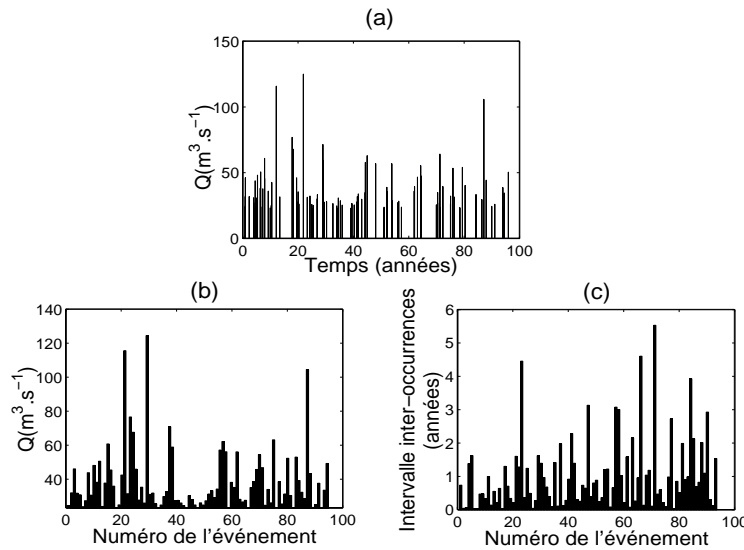 (a)
150
100
50
0
Q(m³.s⁻¹)
0 20 40 60 80 100
Temps (années)
(b)
140
120
100
80
60
40
Q(m³.s⁻¹)
0 20 40 60 80 100
Numéro de l'événement
(c)
6
5
4
3
2
1
0
Intervalle inter−occurrences
(années)
0 20 40 60 80 100
Numéro de l'événement